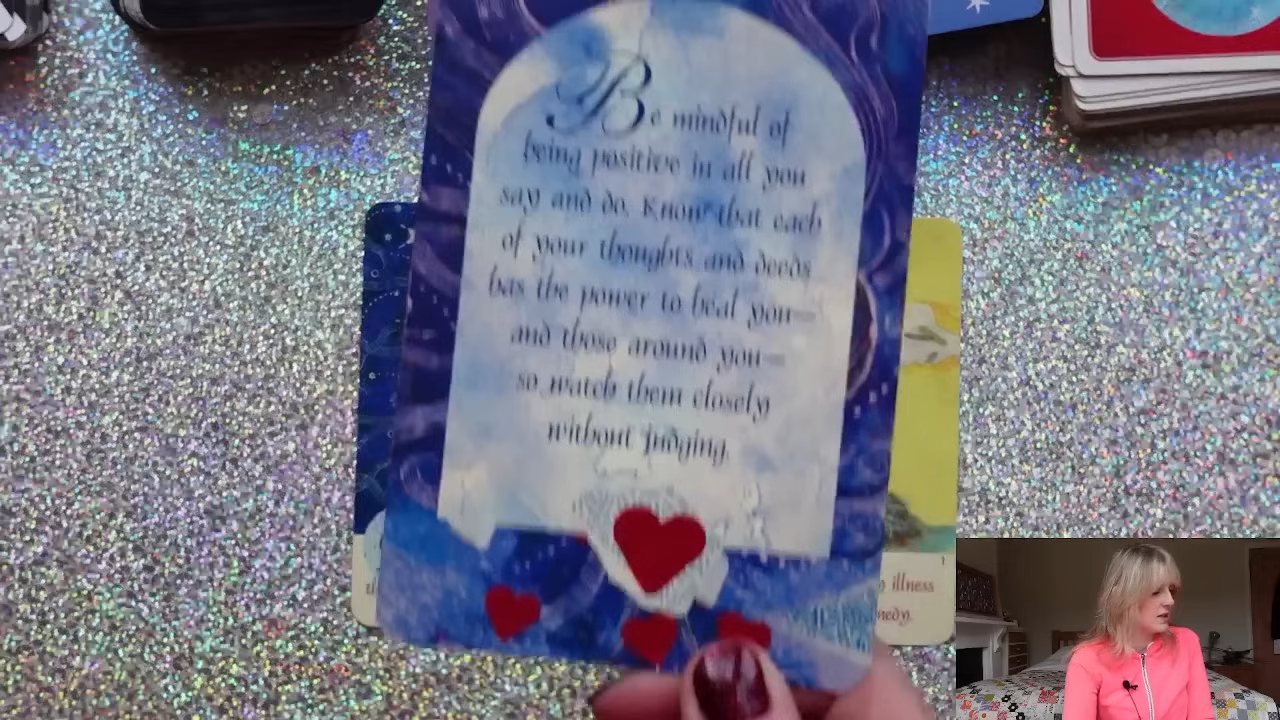 Be mindful of
being positive in all you
say and do. Know that each
of your thoughts and deeds
has the power to heal you—
and those around you—
so watch them closely
without judging.
illness